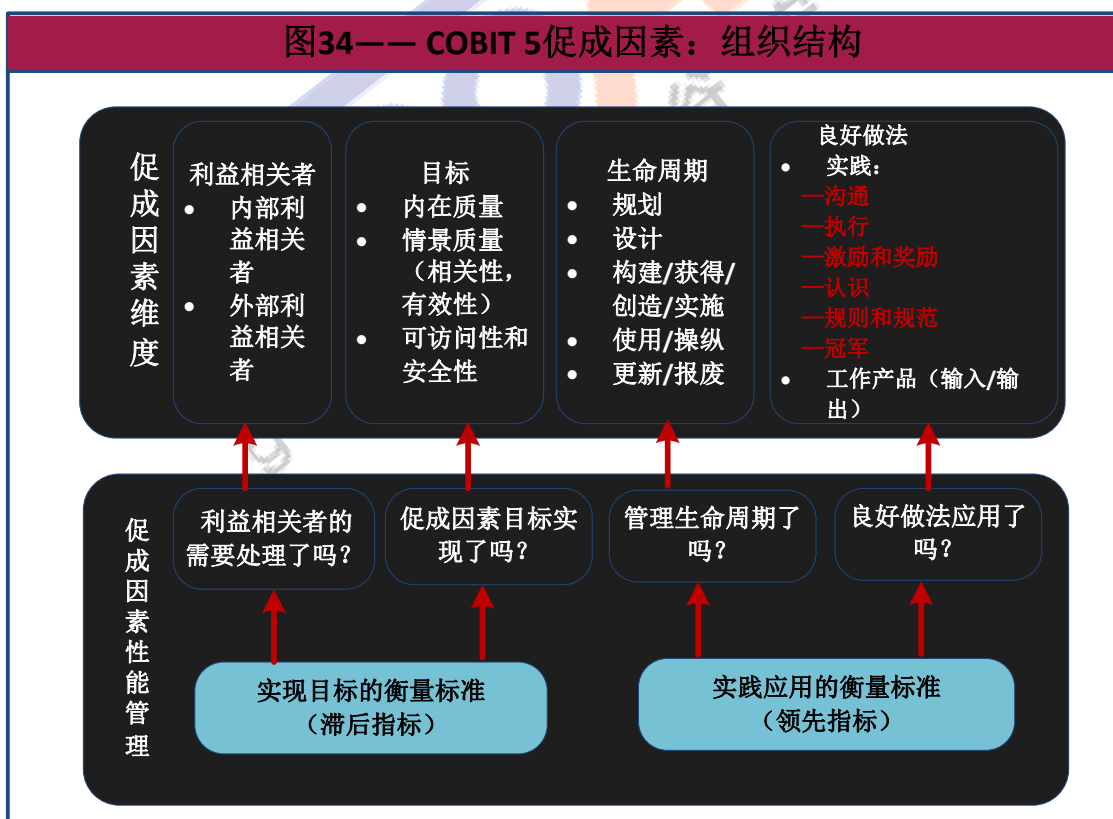 图34—— COBIT 5促成因素：组织结构
促成因素维度
利益相关者
• 内部利
益相关
者
• 外部利
益相关
者
目标
• 内在质量
• 情景质量
（相关性，
有效性）
• 可访问性和
安全性
生命周期
• 规划
• 设计
• 构建/获得/
创造/实施
• 使用/操纵
• 更新/报废
良好做法
• 实践：
—沟通
—执行
—激励和奖励
—认识
—规则和规范
—冠军
• 工作产品（输入/输
出）
促成因素性能管理
利益相关者的
需要处理了吗？
促成因素目标实
现了吗？
管理生命周期了
吗？
良好做法应用了
吗？
实现目标的衡量标准
（滞后指标）
实践应用的衡量标准
（领先指标）